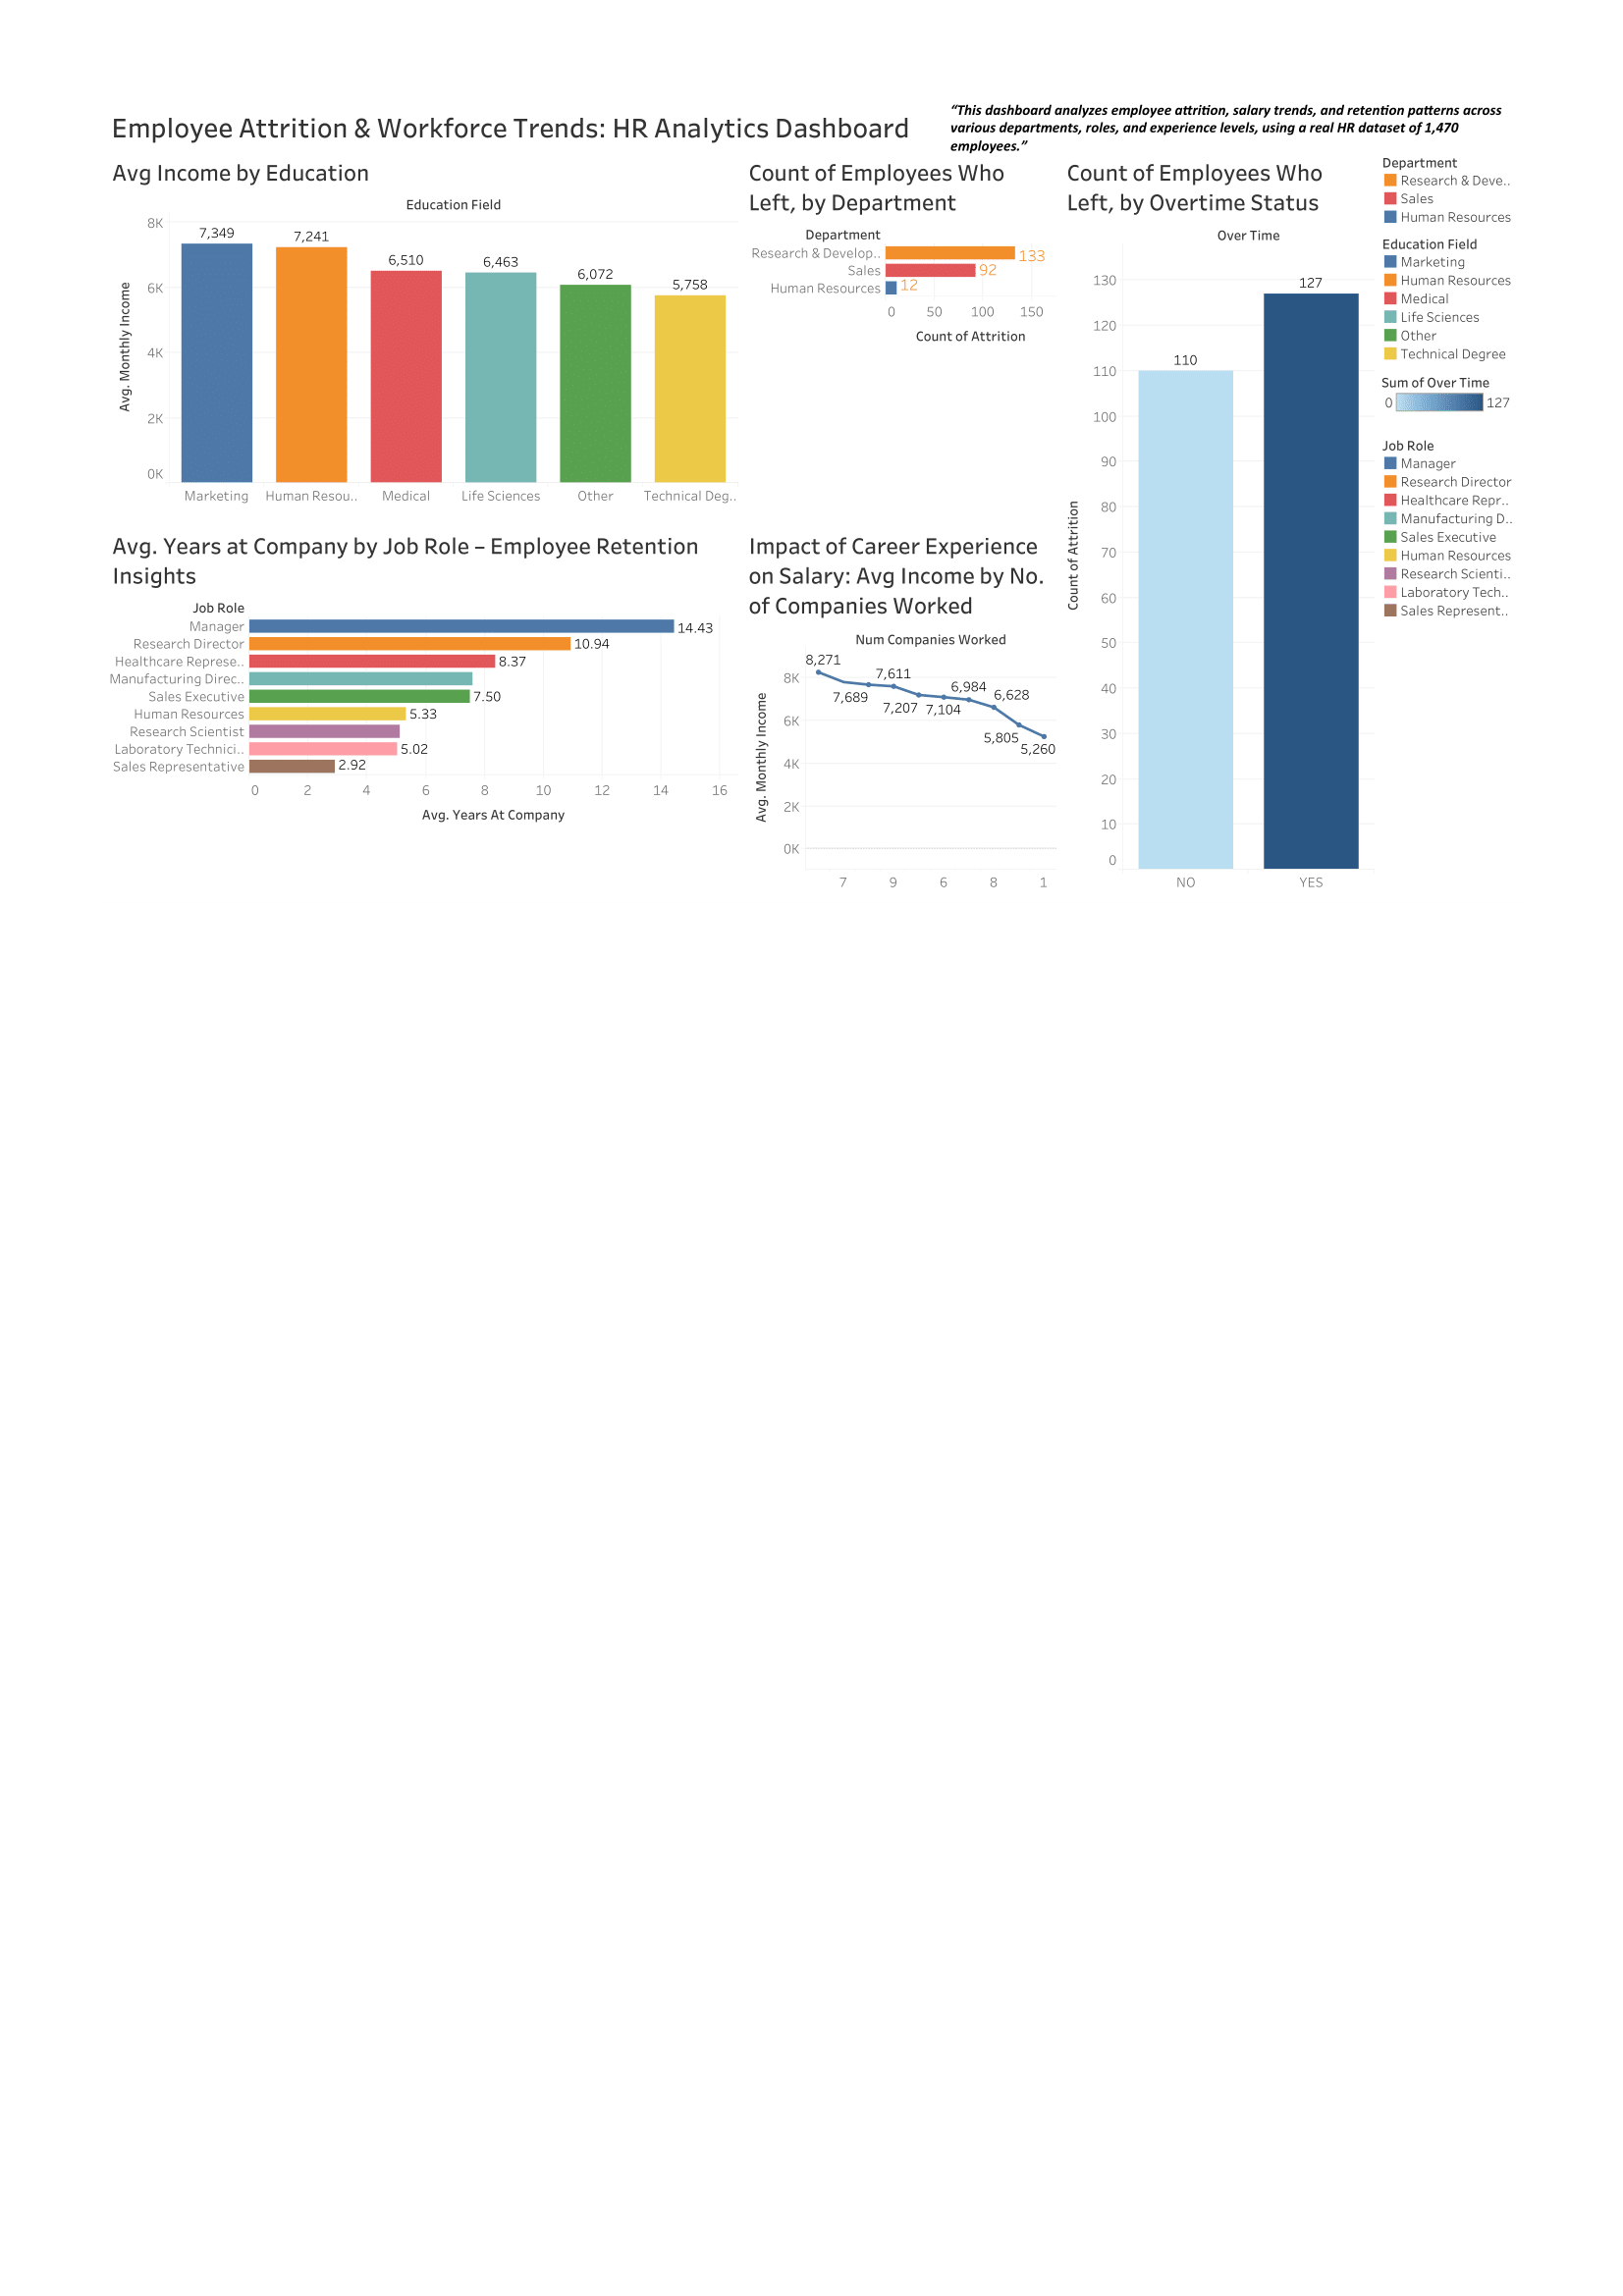 Employee Attrition & Workforce Trends: HR Analytics Dashboard
“This dashboard analyzes employee attrition, salary trends, and retention patterns across
various departments, roles, and experience levels, using a real HR dataset of 1,470
employees.”
Avg Income by Education
Education Field
Avg. Monthly Income
8K
6K
4K
2K
0K
7,349
7,241
6,510
6,463
6,072
5,758
Marketing
Human Resou..
Medical
Life Sciences
Other
Technical Deg..
Count of Employees Who
Left, by Department
Department
Research & Develop..
133
Sales
92
Human Resources
12
0
50
100
150
Count of Attrition
Count of Employees Who
Left, by Overtime Status
Over Time
Count of Attrition
130
120
110
100
90
80
70
60
50
40
30
20
10
0
110
127
NO
YES
Department
Research & Deve..
Sales
Human Resources
Education Field
Marketing
Human Resources
Medical
Life Sciences
Other
Technical Degree
Sum of Over Time
0
127
Job Role
Manager
Research Director
Healthcare Repr..
Manufacturing D..
Sales Executive
Human Resources
Research Scienti..
Laboratory Tech..
Sales Represent..
Avg. Years at Company by Job Role – Employee Retention
Insights
Job Role
Manager
14.43
Research Director
10.94
Healthcare Represe..
8.37
Manufacturing Direc..
Sales Executive
7.50
Human Resources
5.33
Research Scientist
Laboratory Technici..
5.02
Sales Representative
2.92
0
2
4
6
8
10
12
14
16
Avg. Years At Company
Impact of Career Experience
on Salary: Avg Income by No.
of Companies Worked
Num Companies Worked
Avg. Monthly Income
8K
6K
4K
2K
0K
8,271
7,689
7,611
7,207
7,104
6,984
6,628
5,805
5,260
7
9
6
8
1